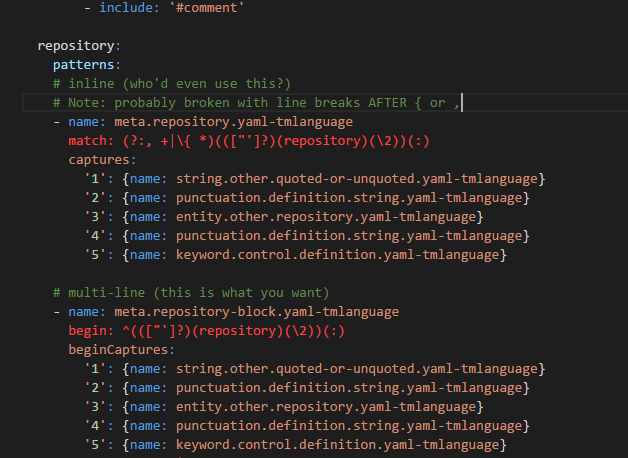 - include: '#comment'
repository:
patterns:
# inline (who'd even use this?)
# Note: probably broken with line breaks AFTER { or ,
- name: meta.repository.yaml-tmlanguage
match: (?:, +|\{ *)((["']?)(repository)(\2))(:)
captures:
'1': {name: string.other.quoted-or-unquoted.yaml-tmlanguage}
'2': {name: punctuation.definition.string.yaml-tmlanguage}
'3': {name: entity.other.repository.yaml-tmlanguage}
'4': {name: punctuation.definition.string.yaml-tmlanguage}
'5': {name: keyword.control.definition.yaml-tmlanguage}
# multi-line (this is what you want)
- name: meta.repository-block.yaml-tmlanguage
begin: ^((["']?)(repository)(\2))(:)
beginCaptures:
'1': {name: string.other.quoted-or-unquoted.yaml-tmlanguage}
'2': {name: punctuation.definition.string.yaml-tmlanguage}
'3': {name: entity.other.repository.yaml-tmlanguage}
'4': {name: punctuation.definition.string.yaml-tmlanguage}
'5': {name: keyword.control.definition.yaml-tmlanguage}